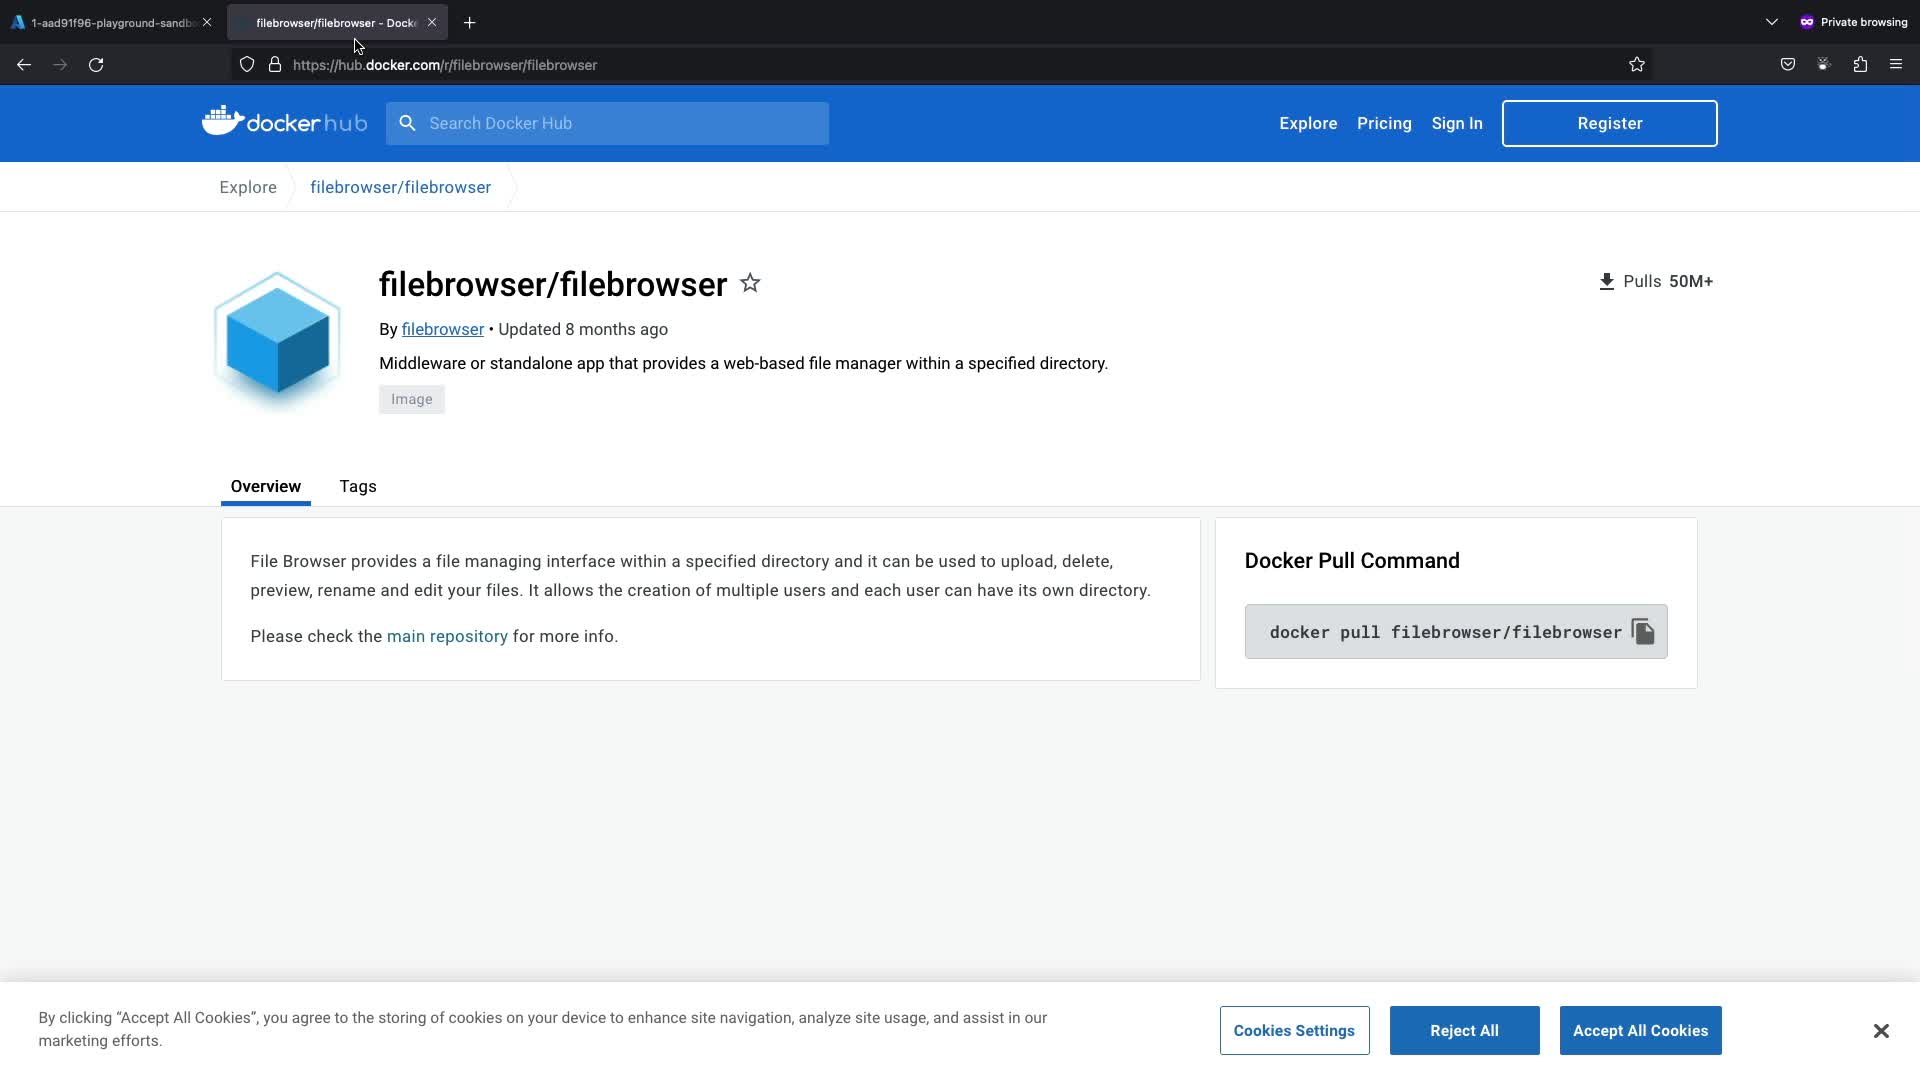 1-aad91f96-playground-sandb
filebrowser/filebrowser - Docke
Private browsing
https://hub.docker.com/r/filebrowser/filebrowser
docker hub
Search Docker Hub
Explore
Pricing
Sign In
Register
Explore
filebrowser/filebrowser
filebrowser/filebrowser
Pulls 50M+
By filebrowser • Updated 8 months ago
Middleware or standalone app that provides a web-based file manager within a specified directory.
Image
Overview
Tags
File Browser provides a file managing interface within a specified directory and it can be used to upload, delete,
preview, rename and edit your files. It allows the creation of multiple users and each user can have its own directory.
Please check the main repository for more info.
Docker Pull Command
docker pull filebrowser/filebrowser
By clicking “Accept All Cookies”, you agree to the storing of cookies on your device to enhance site navigation, analyze site usage, and assist in our
marketing efforts.
Cookies Settings
Reject All
Accept All Cookies